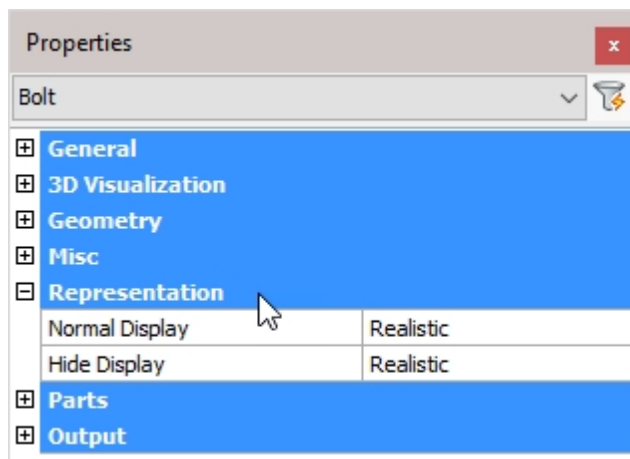 Properties
x
Bolt
General
3D Visualization
Geometry
Misc
Representation
Normal Display Realistic
Hide Display Realistic
Parts
Output